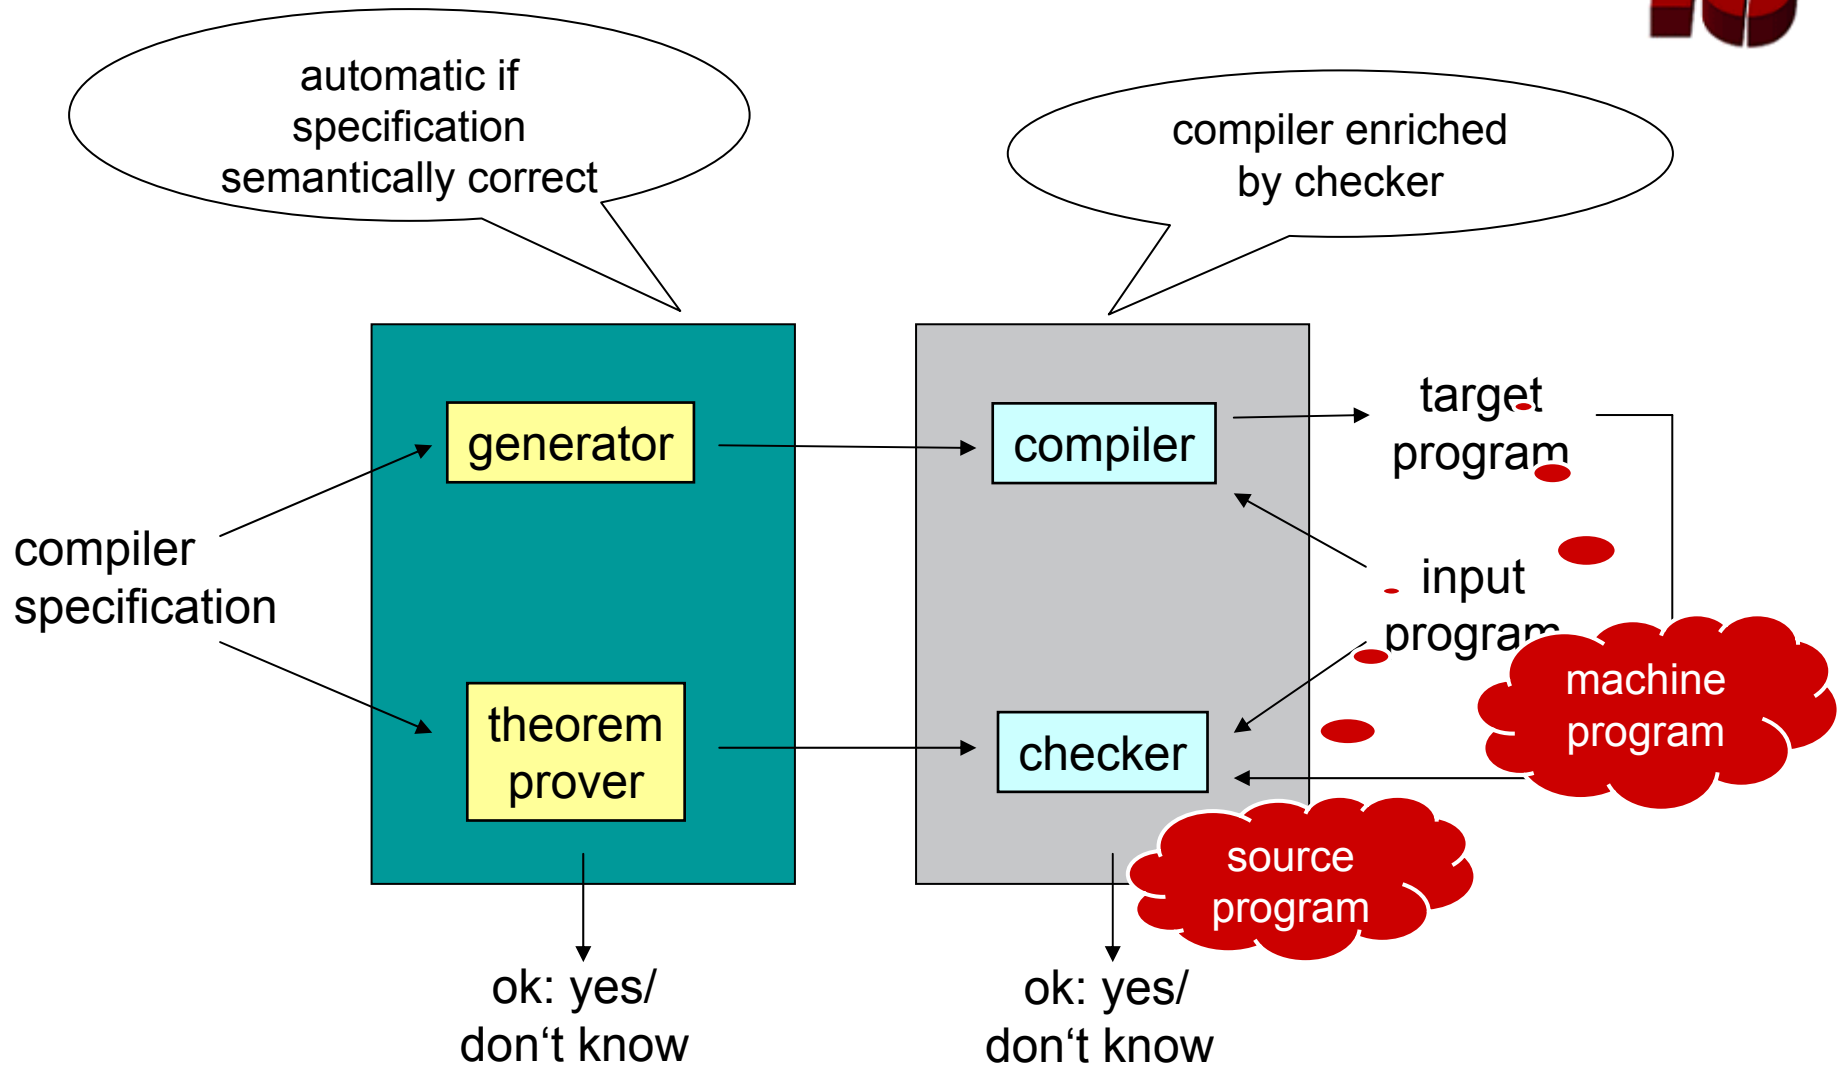 automatic if
specification
semantically correct
compiler enriched
by checker
generator
compiler
target
program
compiler
specification
input
program
theorem
prover
checker
machine
program
source
program
ok: yes/
don‘t know
ok: yes/
don‘t know